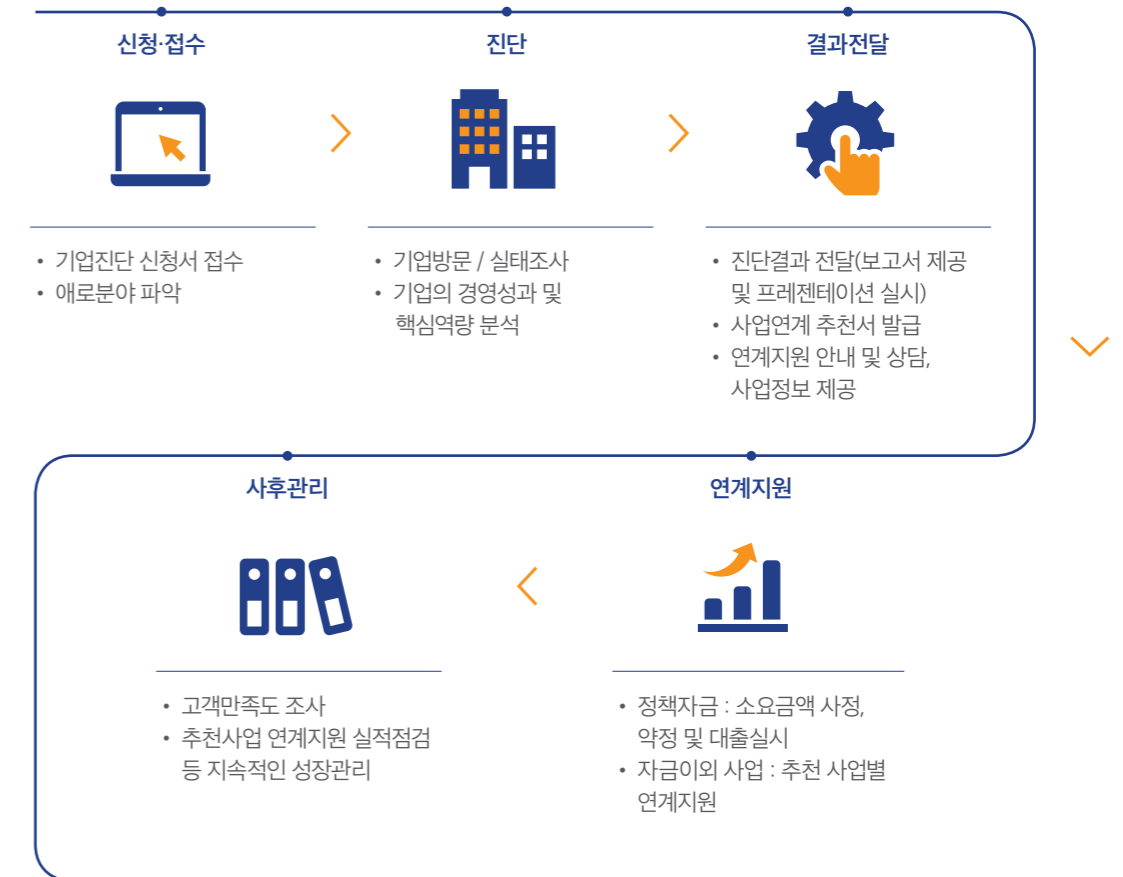 신청·접수
진단
결과전달
• 기업진단 신청서 접수
• 애로분야 파악
• 기업방문 / 실태조사
• 기업의 경영성과 및
핵심역량 분석
• 진단결과 전달(보고서 제공
및 프레젠테이션 실시)
• 사업연계 추천서 발급
• 연계지원 안내 및 상담,
사업정보 제공
사후관리
연계지원
• 고객만족도 조사
• 추천사업 연계지원 실적점검
등 지속적인 성장관리
• 정책자금 : 소요금액 사정,
약정 및 대출실시
• 자금이외 사업 : 추천 사업별
연계지원